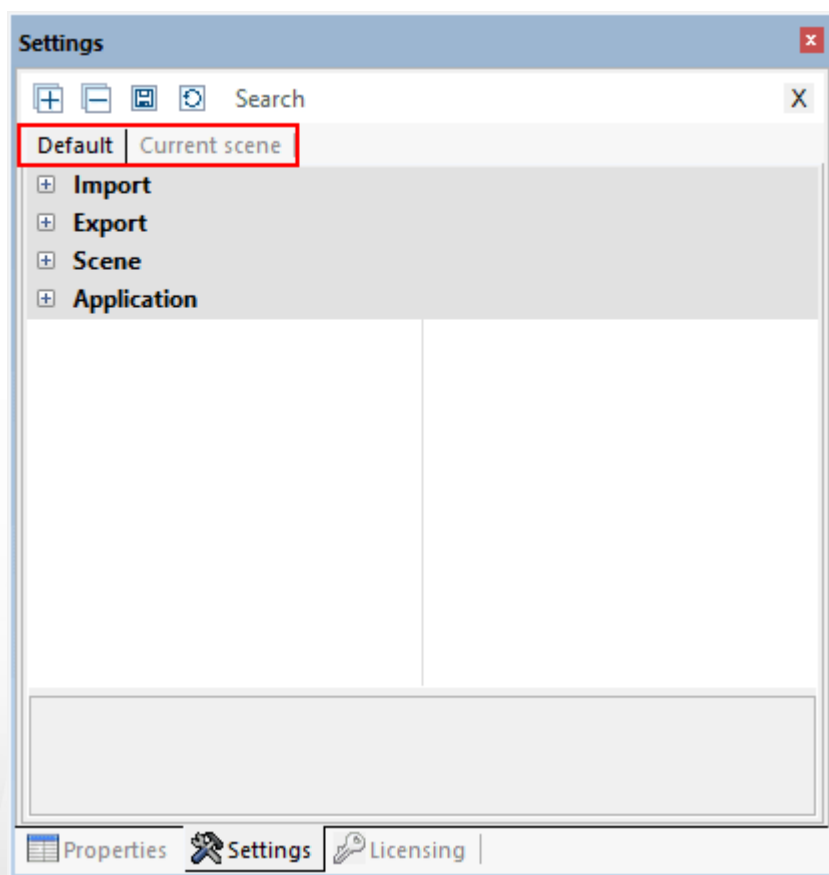 Settings
Search X
Default Current scene
Import
Export
Scene
Application
Properties Settings Licensing